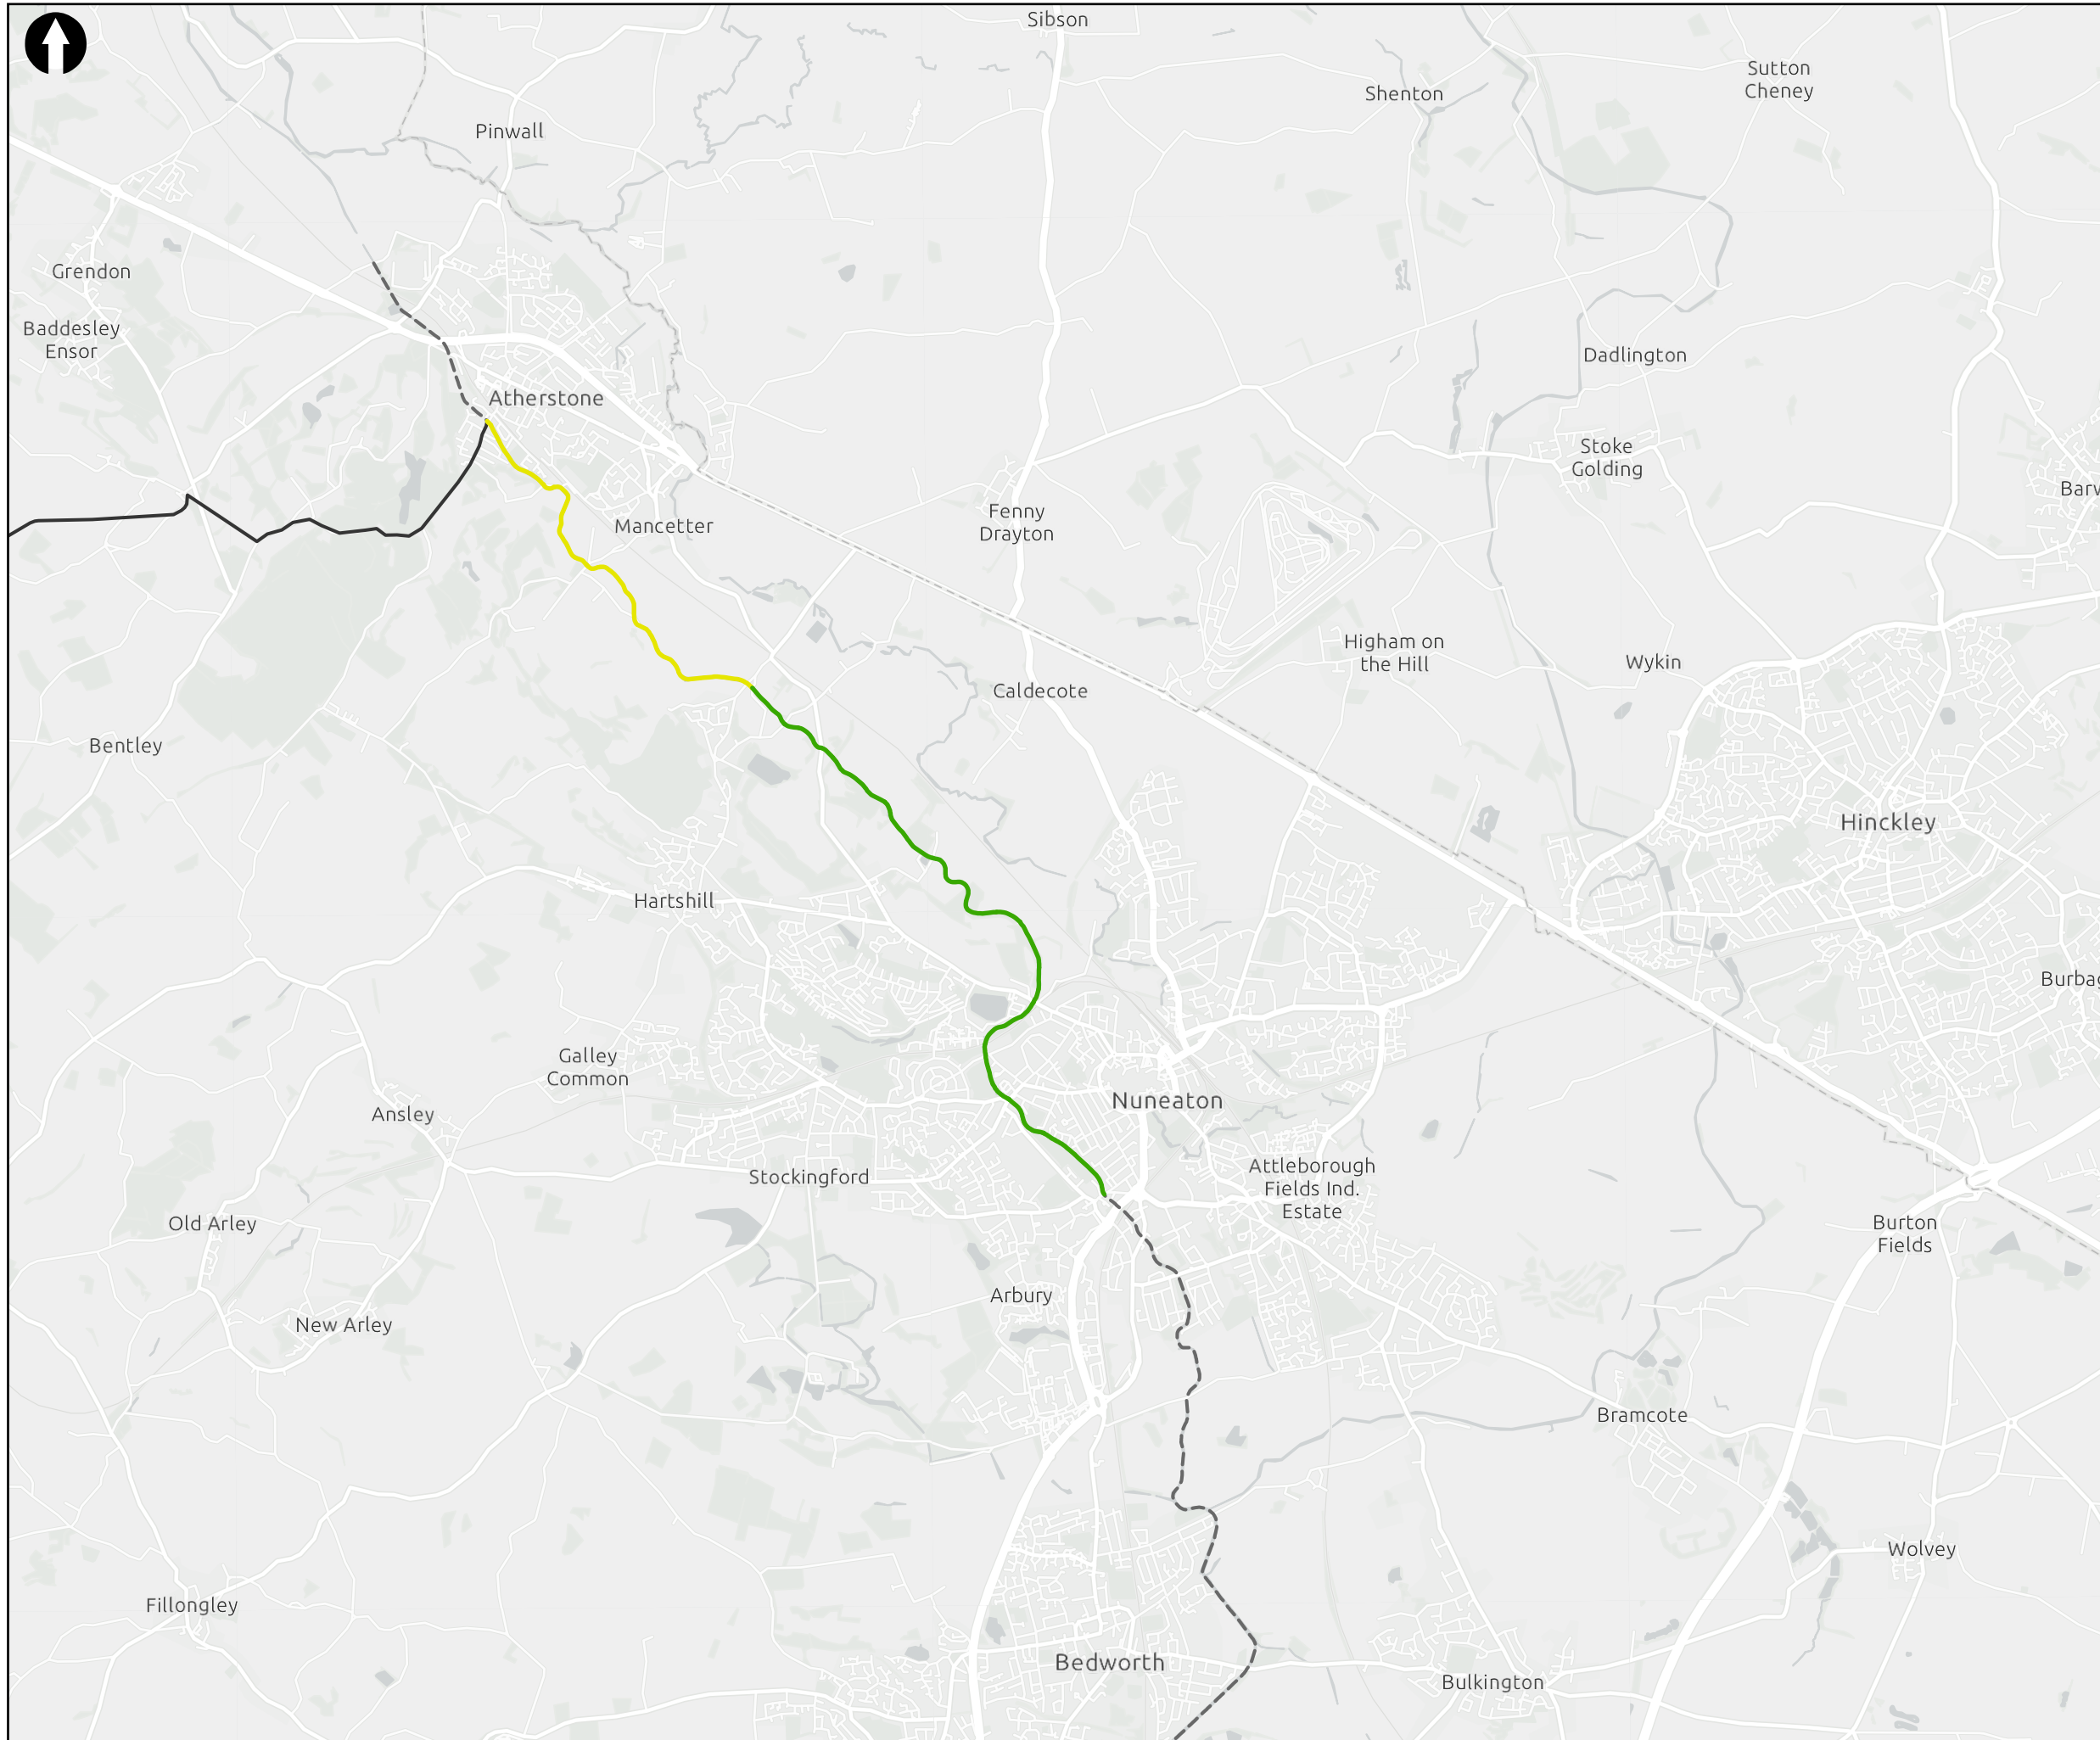 Sibson
Sutton
Cheney
Shenton
Pinwall
Grendon
Baddesley
Ensor
Dadlington
Atherstone
Stoke
Golding
Barw
Fenny
Drayton
Mancetter
Higham on
the Hill
Wykin
Caldecote
Bentley
Hinckley
Hartshill
Burbag
Galley
Common
Nuneaton
Ansley
Attleborough
Fields Ind.
Estate
Stockingford
Old Arley
Burton
Fields
Arbury
New Arley
Bramcote
Wolvey
Fillongley
Bedworth
Bulkington